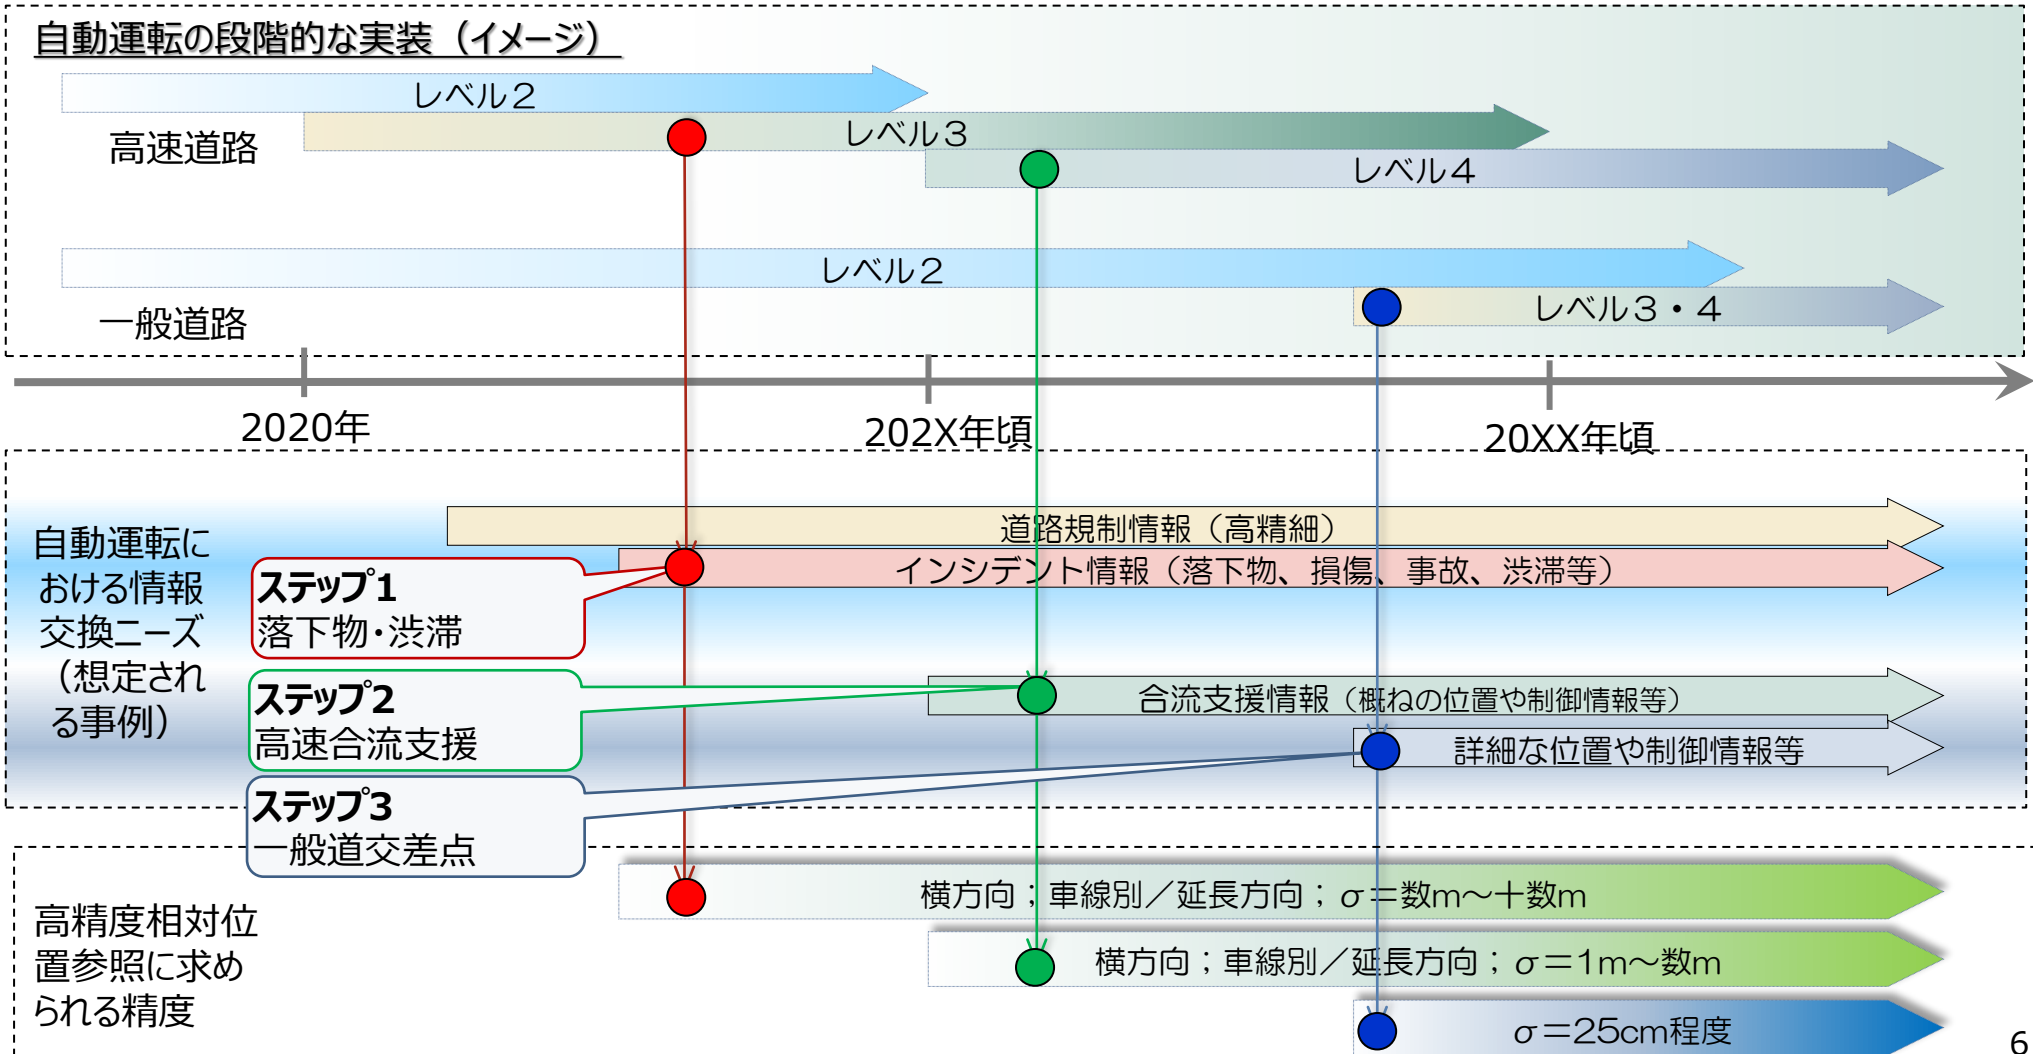 自動運転の段階的な実装（イメージ）
レベル２
高速道路
レベル３
レベル４
レベル２
一般道路
レベル３・４
2020年
202X年頃
20XX年頃
自動運転に
おける情報
交換ニーズ
（想定され
る事例）
道路規制情報（高精細）
インシデント情報（落下物、損傷、事故、渋滞等）
ステップ1
落下物・渋滞
ステップ2
高速合流支援
合流支援情報（概ねの位置や制御情報等）
詳細な位置や制御情報等
ステップ3
一般道交差点
高精度相対位
置参照に求め
られる精度
横方向；車線別／延長方向；σ＝数m～十数m
横方向；車線別／延長方向；σ＝1m～数m
σ＝25cm程度
6